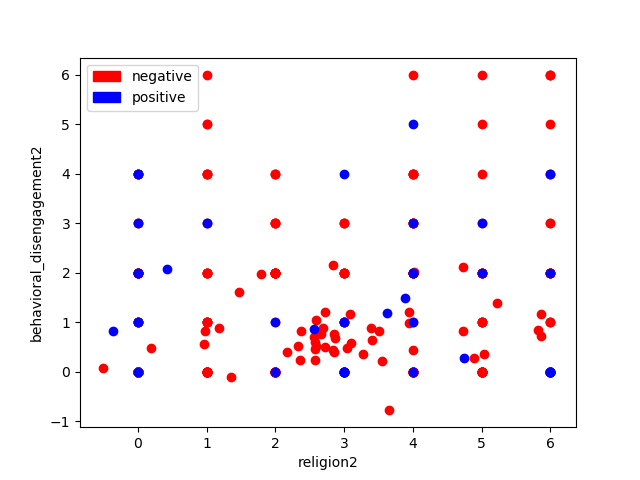 negative
positive
6
5
4
3
2
1
0
−1
behavioral_disengagement2
0 1 2 3 4 5 6
religion2